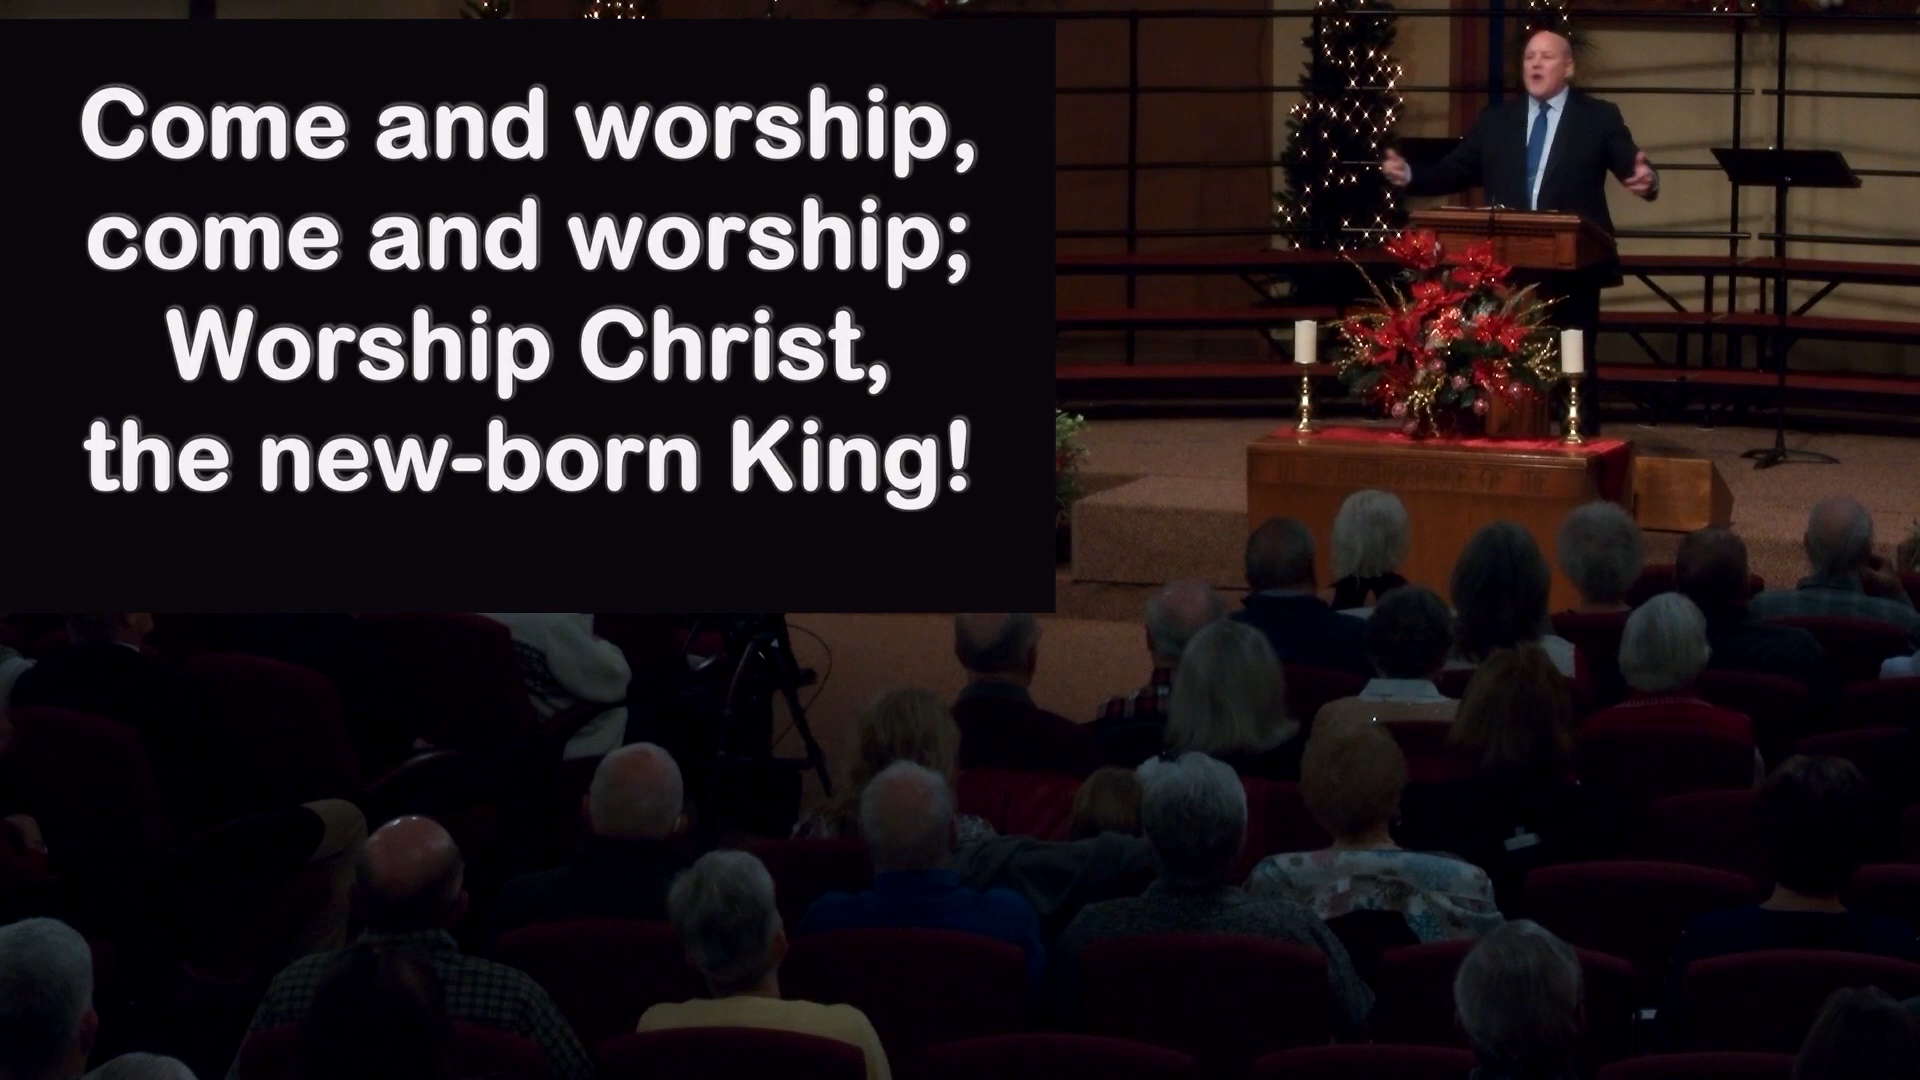 Come and worship,
come and worship;
Worship Christ,
the new-born King!